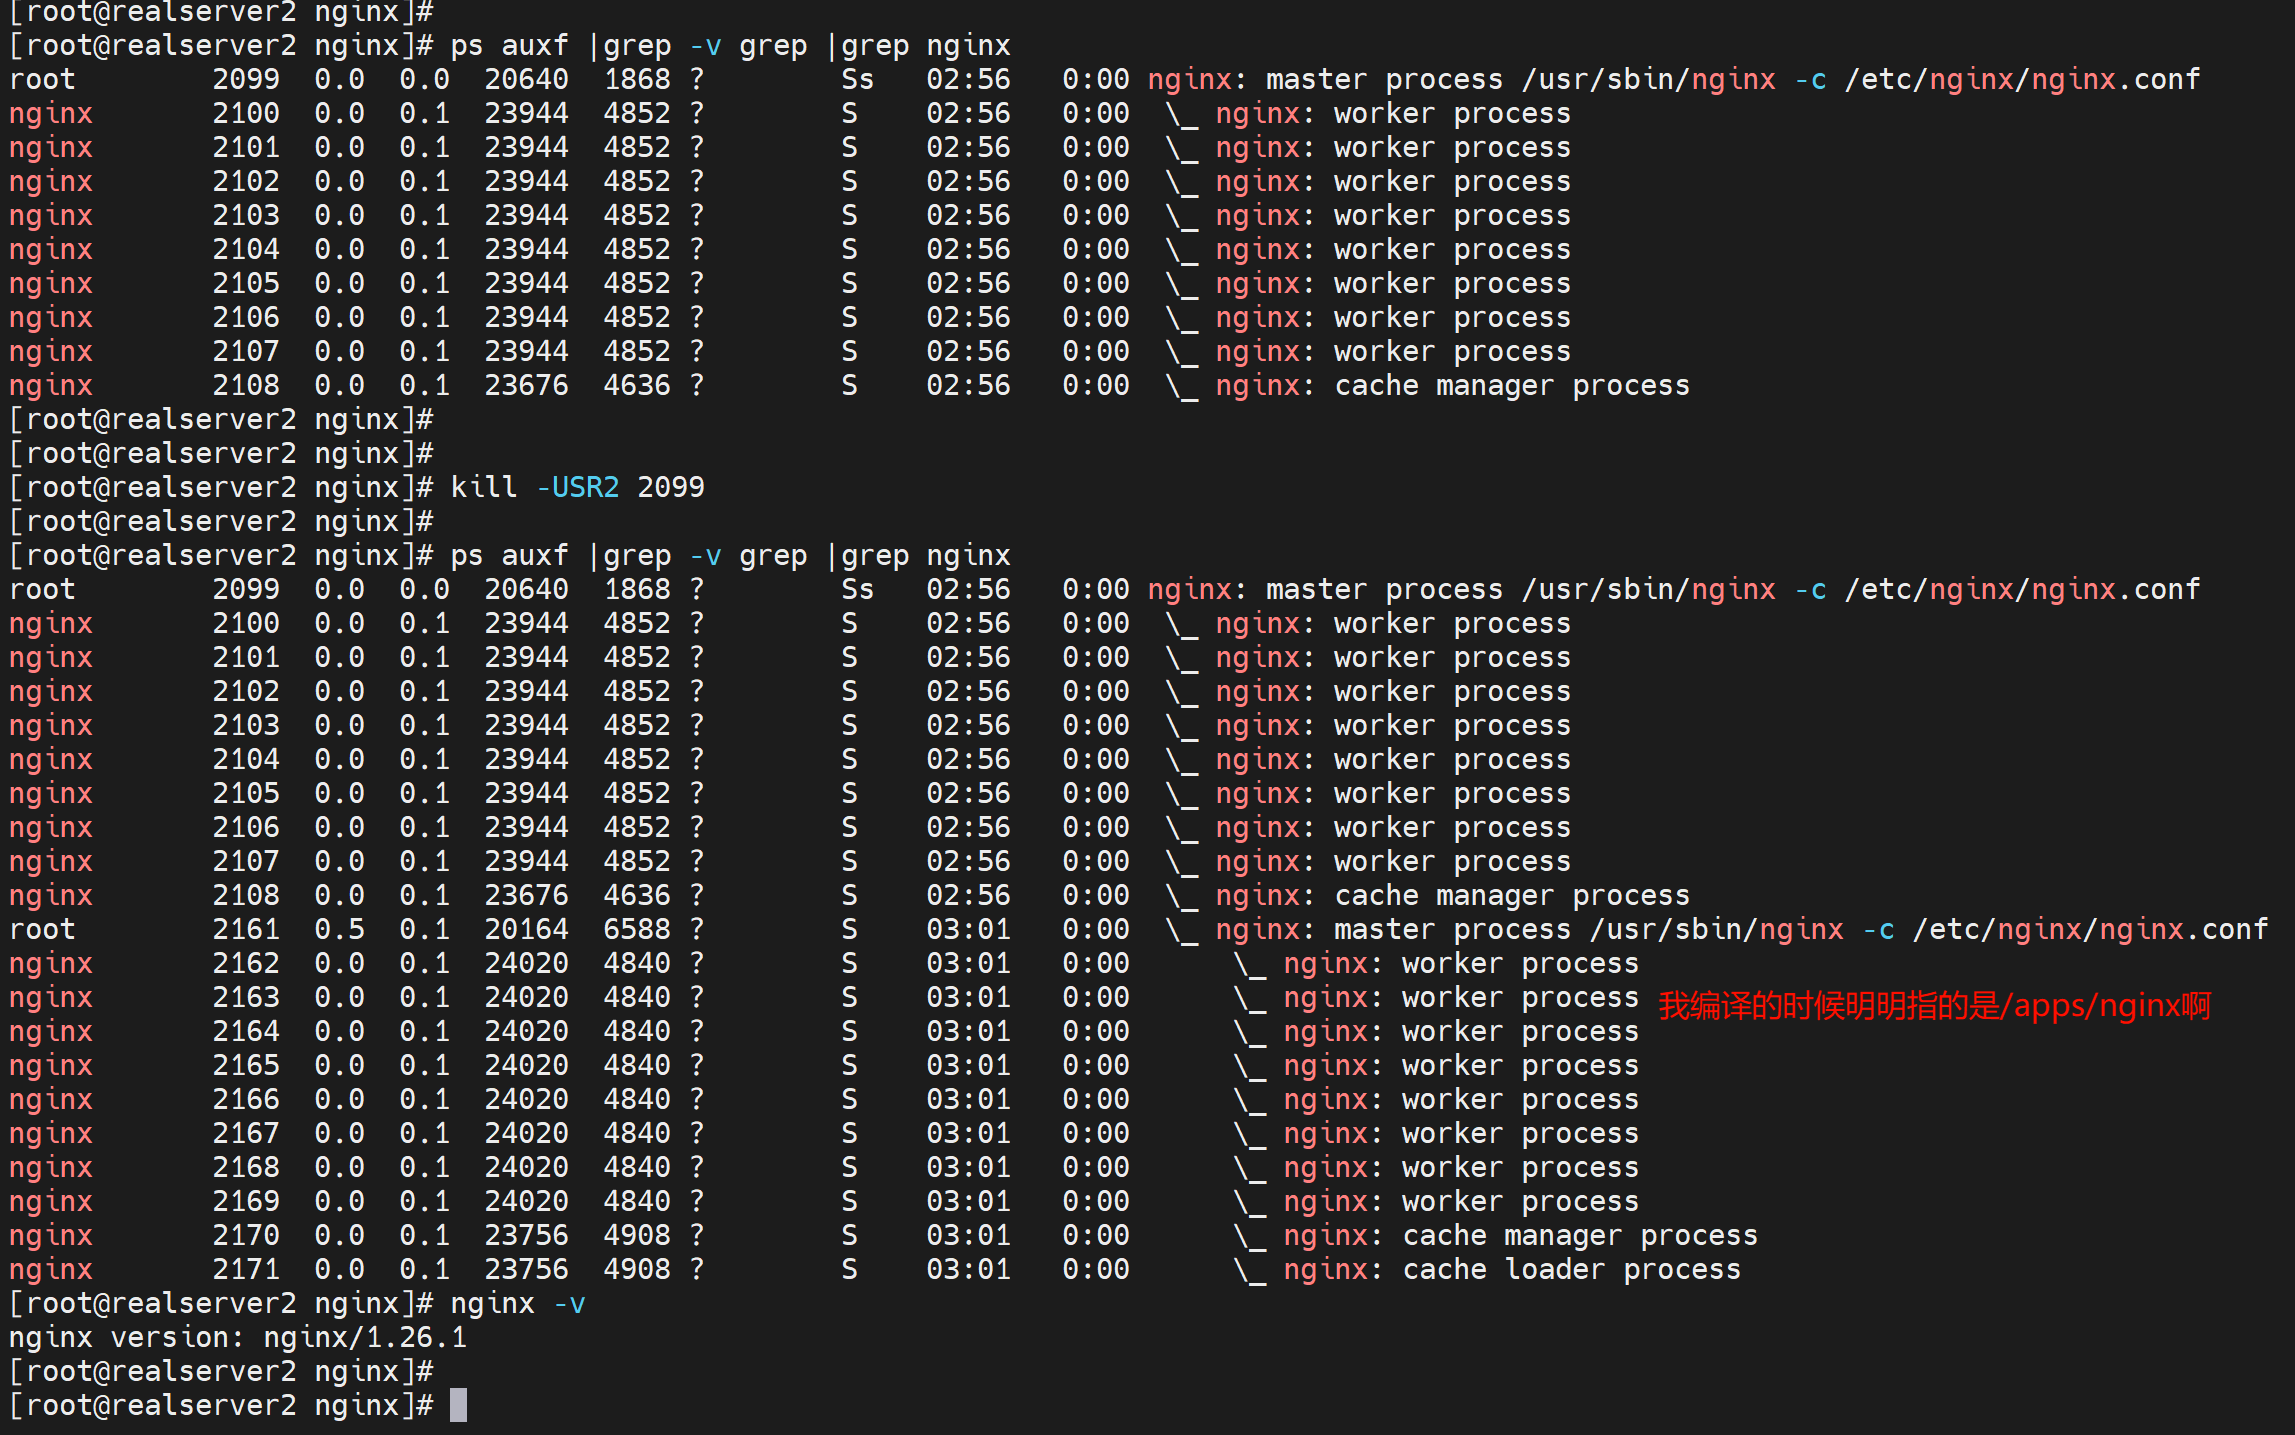 [root@realserver2 nginx]#
[root@realserver2 nginx]# ps auxf |grep -v grep |grep nginx
root        2099  0.0  0.0  20640  1868 ?        Ss   02:56   0:00 nginx: master process /usr/sbin/nginx -c /etc/nginx/nginx.conf
nginx       2100  0.0  0.1  23944  4852 ?        S    02:56   0:00  \_ nginx: worker process
nginx       2101  0.0  0.1  23944  4852 ?        S    02:56   0:00  \_ nginx: worker process
nginx       2102  0.0  0.1  23944  4852 ?        S    02:56   0:00  \_ nginx: worker process
nginx       2103  0.0  0.1  23944  4852 ?        S    02:56   0:00  \_ nginx: worker process
nginx       2104  0.0  0.1  23944  4852 ?        S    02:56   0:00  \_ nginx: worker process
nginx       2105  0.0  0.1  23944  4852 ?        S    02:56   0:00  \_ nginx: worker process
nginx       2106  0.0  0.1  23944  4852 ?        S    02:56   0:00  \_ nginx: worker process
nginx       2107  0.0  0.1  23944  4852 ?        S    02:56   0:00  \_ nginx: worker process
nginx       2108  0.0  0.1  23676  4636 ?        S    02:56   0:00  \_ nginx: cache manager process
[root@realserver2 nginx]#
[root@realserver2 nginx]#
[root@realserver2 nginx]# kill -USR2 2099
[root@realserver2 nginx]#
[root@realserver2 nginx]# ps auxf |grep -v grep |grep nginx
root        2099  0.0  0.0  20640  1868 ?        Ss   02:56   0:00 nginx: master process /usr/sbin/nginx -c /etc/nginx/nginx.conf
nginx       2100  0.0  0.1  23944  4852 ?        S    02:56   0:00  \_ nginx: worker process
nginx       2101  0.0  0.1  23944  4852 ?        S    02:56   0:00  \_ nginx: worker process
nginx       2102  0.0  0.1  23944  4852 ?        S    02:56   0:00  \_ nginx: worker process
nginx       2103  0.0  0.1  23944  4852 ?        S    02:56   0:00  \_ nginx: worker process
nginx       2104  0.0  0.1  23944  4852 ?        S    02:56   0:00  \_ nginx: worker process
nginx       2105  0.0  0.1  23944  4852 ?        S    02:56   0:00  \_ nginx: worker process
nginx       2106  0.0  0.1  23944  4852 ?        S    02:56   0:00  \_ nginx: worker process
nginx       2107  0.0  0.1  23944  4852 ?        S    02:56   0:00  \_ nginx: worker process
nginx       2108  0.0  0.1  23676  4636 ?        S    02:56   0:00  \_ nginx: cache manager process
root        2161  0.5  0.1  20164  6588 ?        S    03:01   0:00  \_ nginx: master process /usr/sbin/nginx -c /etc/nginx/nginx.conf
nginx       2162  0.0  0.1  24020  4840 ?        S    03:01   0:00      \_ nginx: worker process
nginx       2163  0.0  0.1  24020  4840 ?        S    03:01   0:00      \_ nginx: worker process 我编译的时候明明指的是/apps/nginx啊
nginx       2164  0.0  0.1  24020  4840 ?        S    03:01   0:00      \_ nginx: worker process
nginx       2165  0.0  0.1  24020  4840 ?        S    03:01   0:00      \_ nginx: worker process
nginx       2166  0.0  0.1  24020  4840 ?        S    03:01   0:00      \_ nginx: worker process
nginx       2167  0.0  0.1  24020  4840 ?        S    03:01   0:00      \_ nginx: worker process
nginx       2168  0.0  0.1  24020  4840 ?        S    03:01   0:00      \_ nginx: worker process
nginx       2169  0.0  0.1  24020  4840 ?        S    03:01   0:00      \_ nginx: worker process
nginx       2170  0.0  0.1  23756  4908 ?        S    03:01   0:00      \_ nginx: cache manager process
nginx       2171  0.0  0.1  23756  4908 ?        S    03:01   0:00      \_ nginx: cache loader process
[root@realserver2 nginx]# nginx -v
nginx version: nginx/1.26.1
[root@realserver2 nginx]#
[root@realserver2 nginx]#